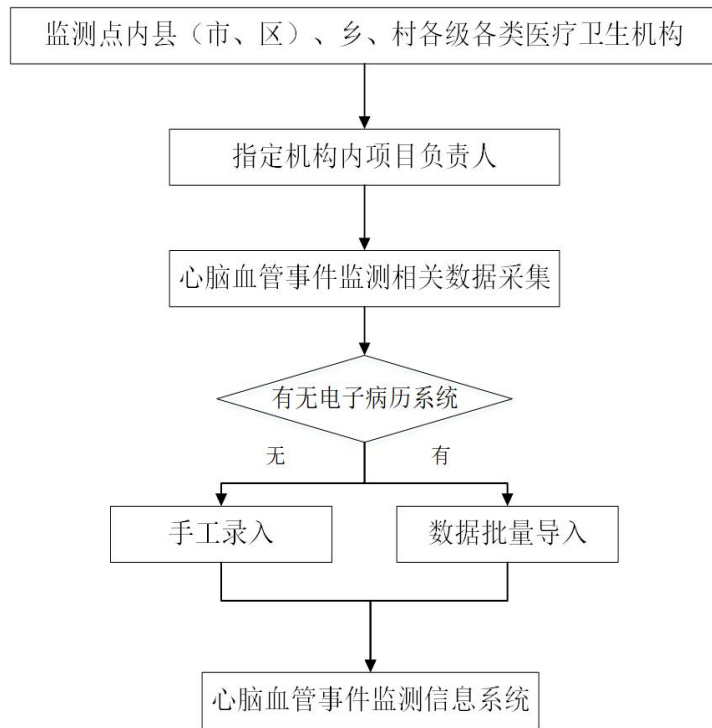 监测点内县（市、区）、乡、村各级各类医疗卫生机构
指定机构内项目负责人
心脑血管事件监测相关数据采集
有无电子病历系统
无
有
手工录入
数据批量导入
心脑血管事件监测信息系统